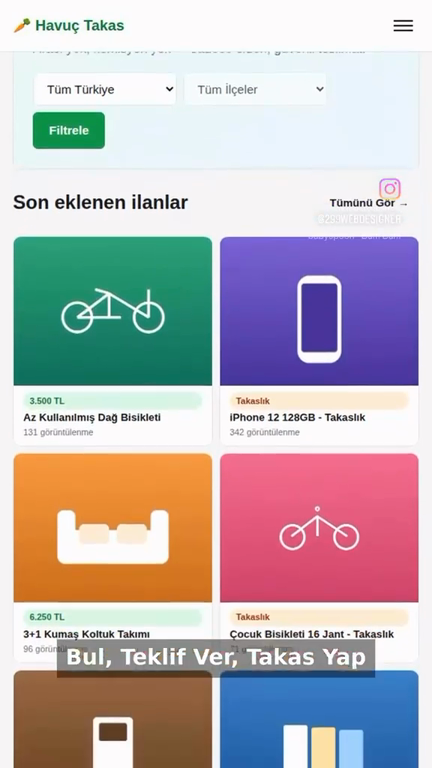 🥕 Havuç Takas
Tüm Türkiye
Tüm İlçeler
Filtrele
Son eklenen ilanlar
Tümünü Gör →
3.500 TL
Az Kullanılmış Dağ Bisikleti
131 görüntülenme
Takaslık
iPhone 12 128GB - Takaslık
342 görüntülenme
6.250 TL
3+1 Kumaş Koltuk Takımı
96
Takaslık
Çocuk Bisikleti 16 Jant - Takaslık
Bul, Teklif Ver, Takas Yap